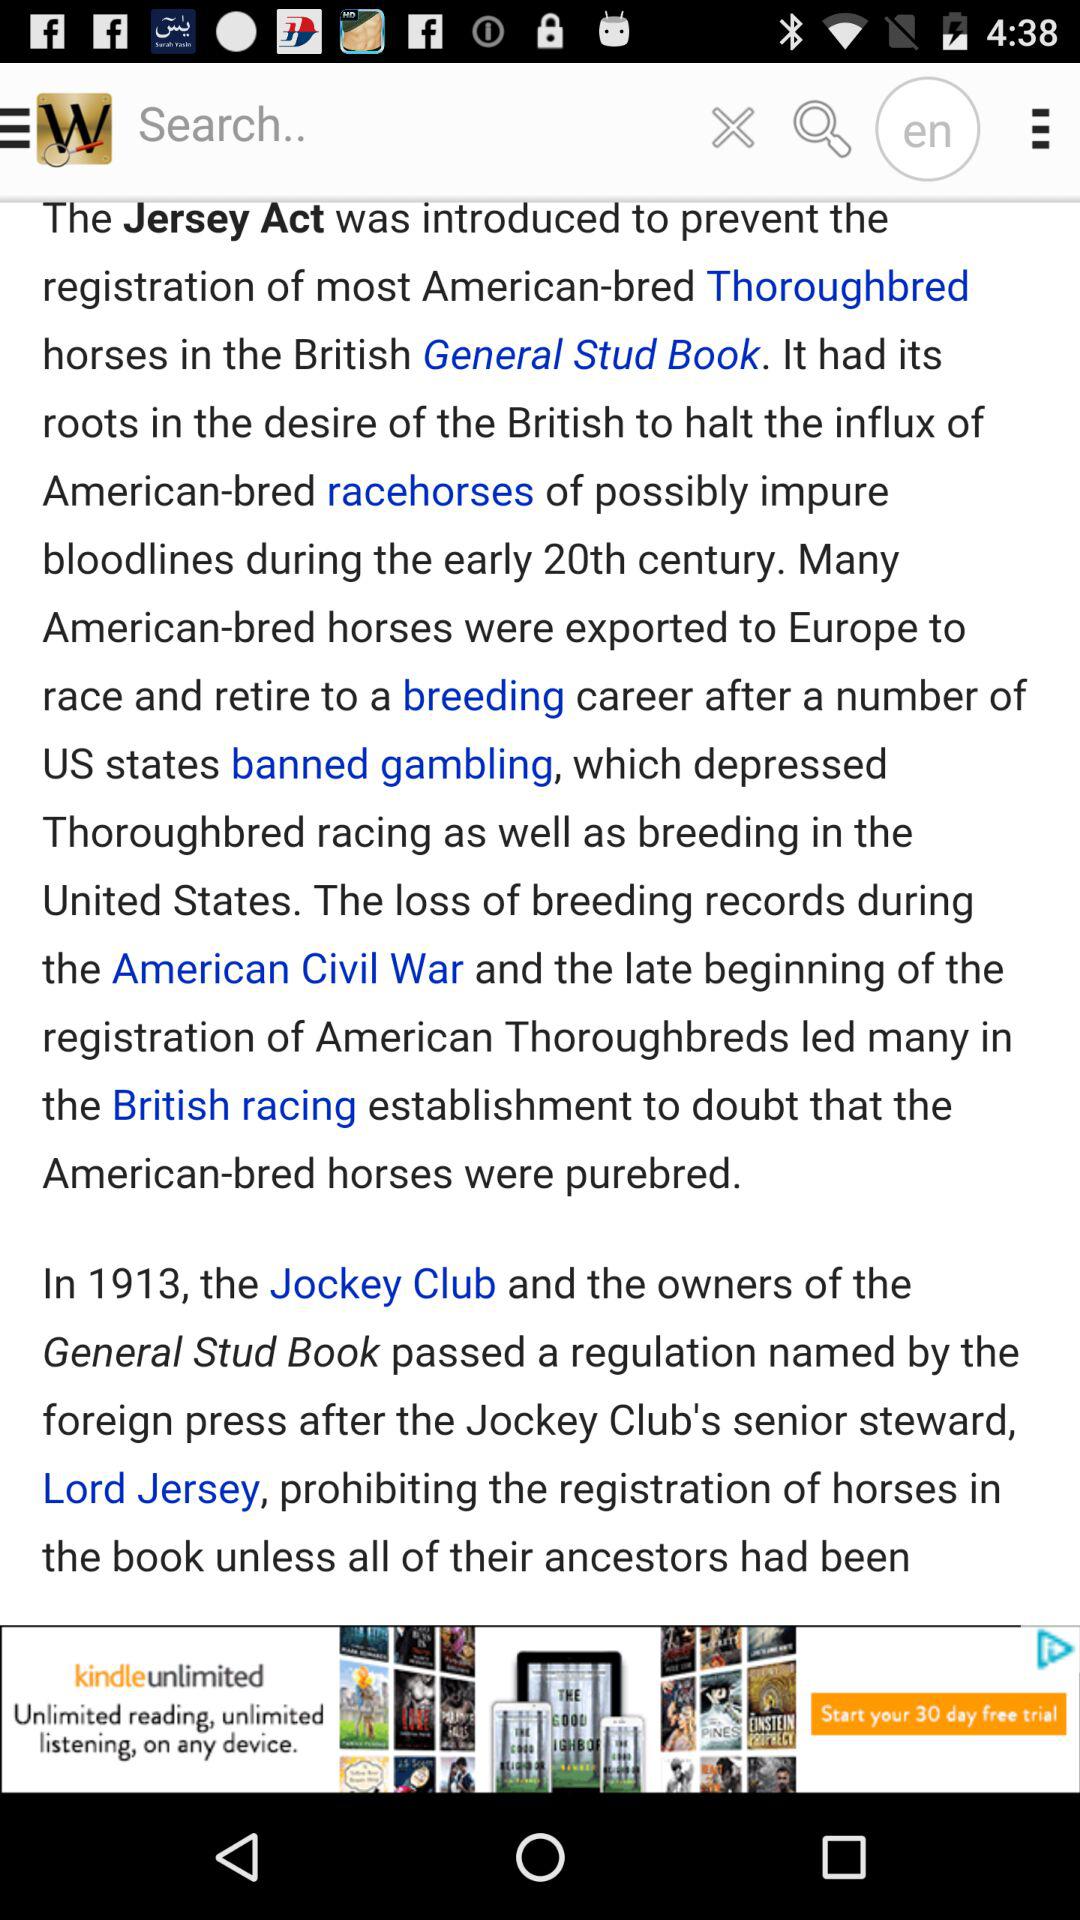 يس
Surah Yasin
HD
4:38
W
Search..
en
The Jersey Act was introduced to prevent the
registration of most American-bred Thoroughbred
horses in the British General Stud Book. It had its
roots in the desire of the British to halt the influx of
American-bred racehorses of possibly impure
bloodlines during the early 20th century. Many
American-bred horses were exported to Europe to
race and retire to a breeding career after a number of
US states banned gambling, which depressed
Thoroughbred racing as well as breeding in the
United States. The loss of breeding records during
the American Civil War and the late beginning of the
registration of American Thoroughbreds led many in
the British racing establishment to doubt that the
American-bred horses were purebred.
In 1913, the Jockey Club and the owners of the
General Stud Book passed a regulation named by the
foreign press after the Jockey Club's senior steward,
Lord Jersey, prohibiting the registration of horses in
the book unless all of their ancestors had been
kindleunlimited
Unlimited reading, unlimited
listening, on any device.
THE
GOOD
PINES
EINSTEIN
PROPHECY
Start your 30 day free trial